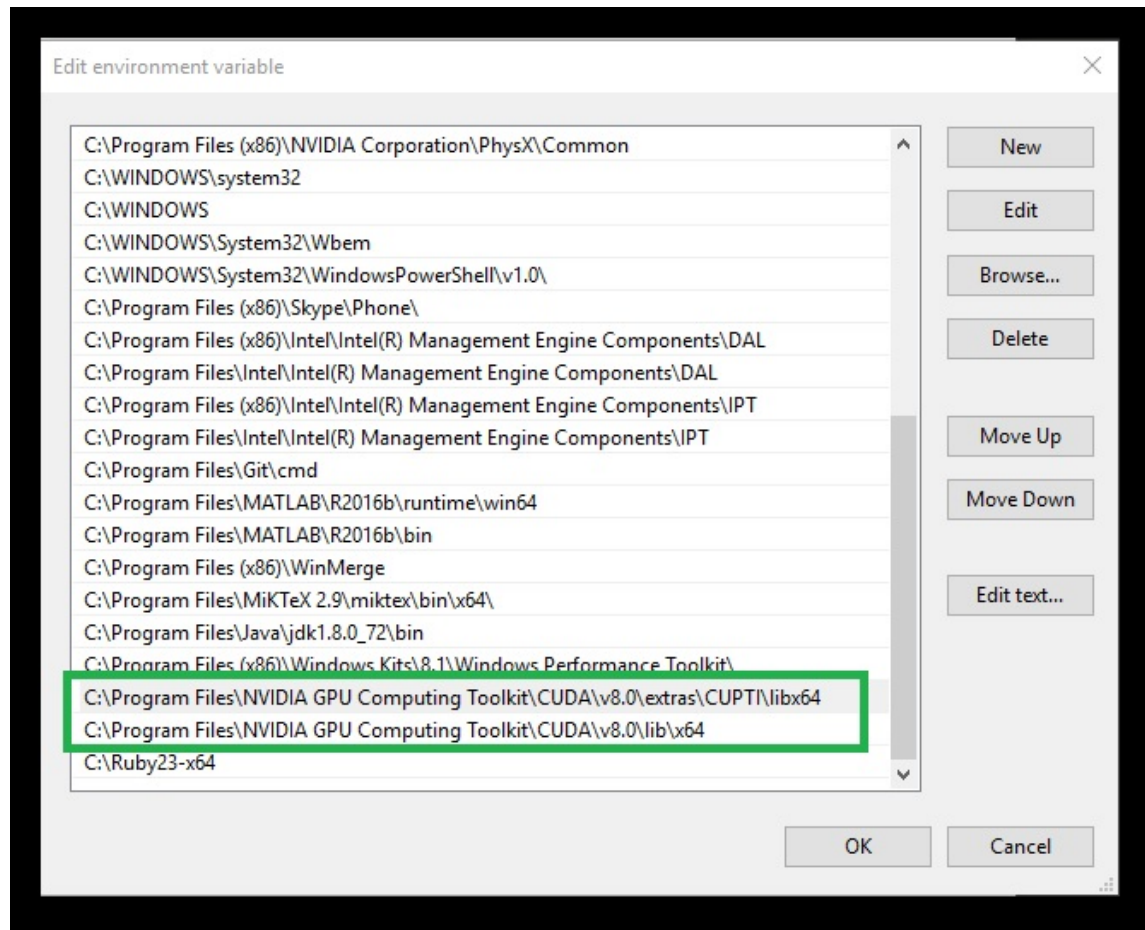 Edit environment variable
C:\Program Files (x86)\NVIDIA Corporation\PhysX\Common
C:\WINDOWS\system32
C:\WINDOWS
C:\WINDOWS\System32\Wbem
C:\WINDOWS\System32\WindowsPowerShell\v1.0\
C:\Program Files (x86)\Skype\Phone\
C:\Program Files (x86)\Intel\Intel(R) Management Engine Components\DAL
C:\Program Files\Intel\Intel(R) Management Engine Components\DAL
C:\Program Files (x86)\Intel\Intel(R) Management Engine Components\IPT
C:\Program Files\Intel\Intel(R) Management Engine Components\IPT
C:\Program Files\Git\cmd
C:\Program Files\MATLAB\R2016b\runtime\win64
C:\Program Files\MATLAB\R2016b\bin
C:\Program Files (x86)\WinMerge
C:\Program Files\MiKTeX 2.9\miktex\bin\x64\
C:\Program Files\Java\jdk1.8.0_72\bin
C:\Program Files (x86)\Windows Kits\8.1\Windows Performance Toolkit\
C:\Program Files\NVIDIA GPU Computing Toolkit\CUDA\v8.0\extras\CUPTI\libx64
C:\Program Files\NVIDIA GPU Computing Toolkit\CUDA\v8.0\lib\x64
C:\Ruby23-x64
New
Edit
Browse...
Delete
Move Up
Move Down
Edit text...
OK
Cancel